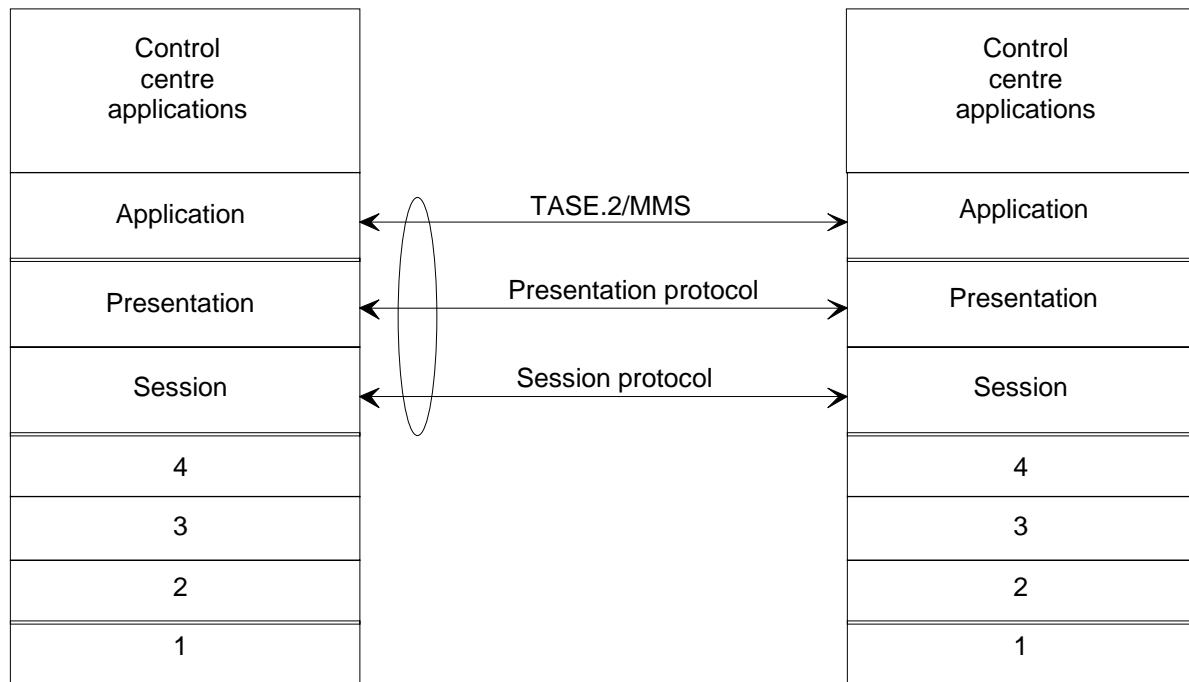 Control
centre
applications
Control
centre
applications
Application
TASE.2/MMS
Application
Presentation
Presentation protocol
Presentation
Session
Session protocol
Session
4
4
3
3
2
2
1
1